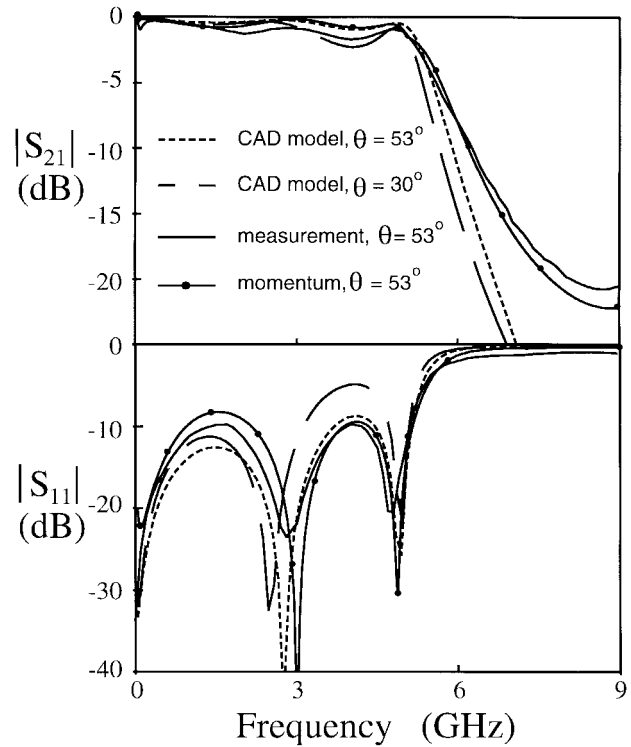 0
-5
-10
-15
-20
|S21|
(dB)
CAD model, θ = 53°
CAD model, θ = 30°
measurement, θ = 53°
momentum, θ = 53°
0
-10
-20
-30
-40
|S11|
(dB)
0 3 6 9
Frequency (GHz)